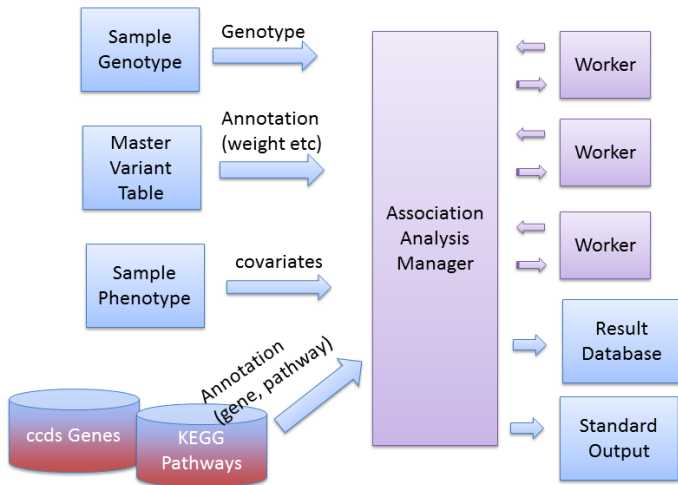 Sample
Genotype
Genotype
Worker
Master
Variant
Table
Annotation
(weight etc)
Worker
Association
Analysis
Manager
Sample
Phenotype
covariates
Worker
Result
Database
Annotation
(gene, pathway)
ccds Genes
KEGG
Pathways
Standard
Output